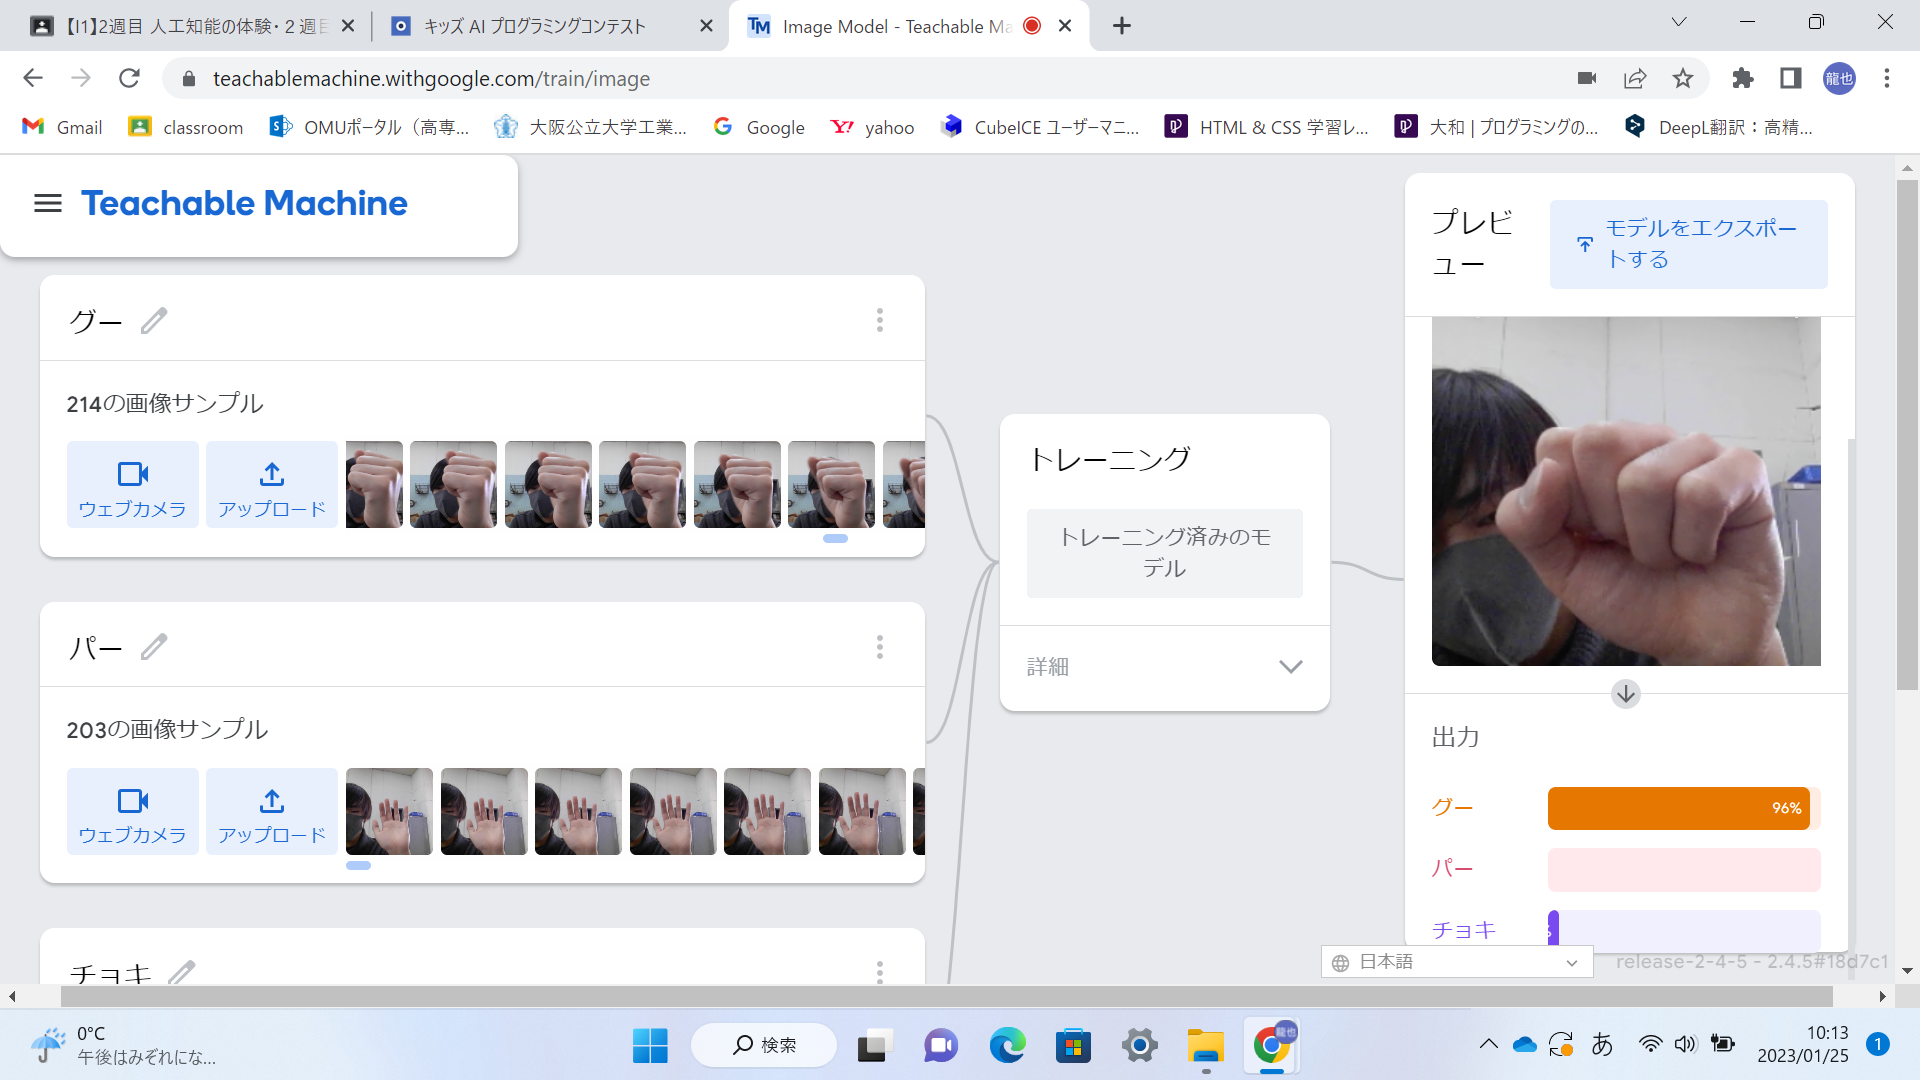 【I1】2週目 人工知能の体験・２週目
キッズ AI プログラミングコンテスト
Image Model - Teachable Ma
teachablemachine.withgoogle.com/train/image
龍也
Gmail
classroom
OMUポータル（高専...
大阪公立大学工業...
Google
yahoo
CubeICE ユーザーマニ...
HTML & CSS 学習レ...
大和 | プログラミングの...
DeepL翻訳：高精...
Teachable Machine
グー
214の画像サンプル
ウェブカメラ
アップロード
パー
203の画像サンプル
ウェブカメラ
アップロード
チョキ
トレーニング
トレーニング済みのモ
デル
詳細
プレビ
ュー
モデルをエクスポー
トする
出力
グー
96%
パー
チョキ
日本語
release-2-4-5 - 2.4.5#18d7c1
0°C
午後はみぞれにな...
検索
龍也
あ
10:13
2023/01/25
1